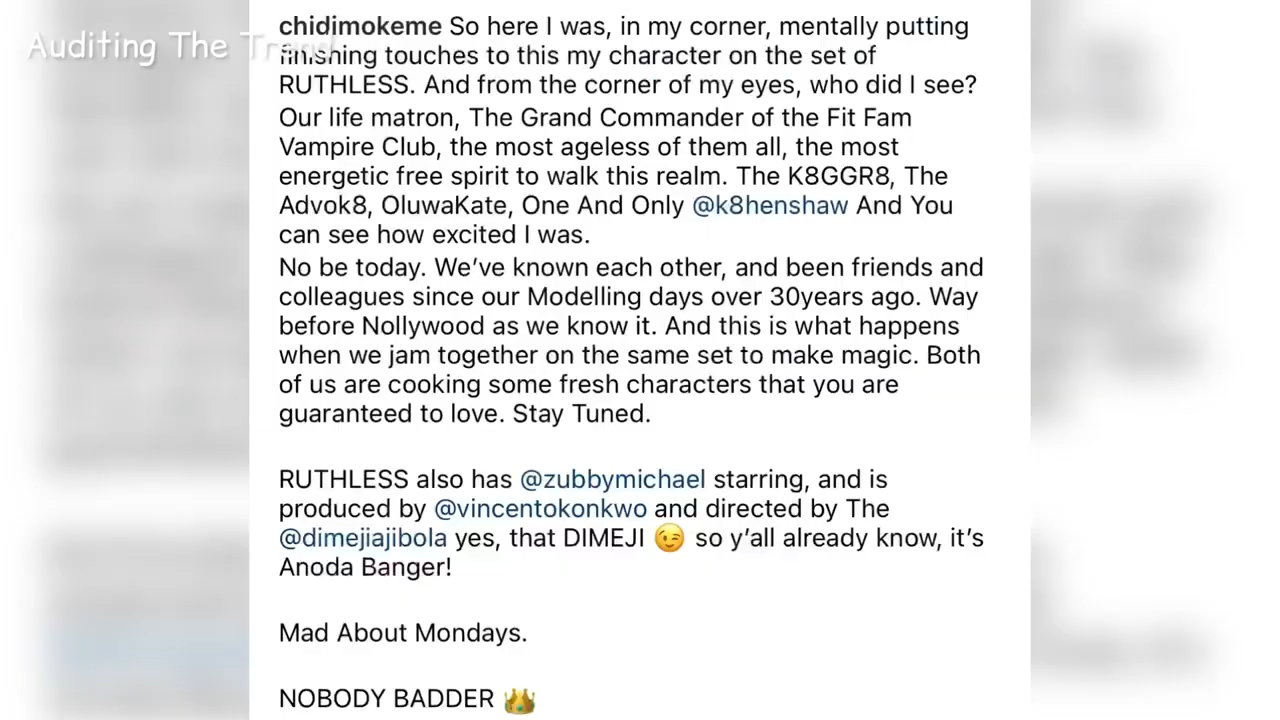 Auditing The Trend
chidimokeme So here I was, in my corner, mentally putting
finishing touches to this my character on the set of
RUTHLESS. And from the corner of my eyes, who did I see?
Our life matron, The Grand Commander of the Fit Fam
Vampire Club, the most ageless of them all, the most
energetic free spirit to walk this realm. The K8GGR8, The
Advok8, OluwaKate, One And Only @k8henshaw And You
can see how excited I was.
No be today. We’ve known each other, and been friends and
colleagues since our Modelling days over 30years ago. Way
before Nollywood as we know it. And this is what happens
when we jam together on the same set to make magic. Both
of us are cooking some fresh characters that you are
guaranteed to love. Stay Tuned.
RUTHLESS also has @zubbymichael starring, and is
produced by @vincentokonkwo and directed by The
@dimejiajibola yes, that DIMEJI 😉 so y’all already know, it’s
Anoda Banger!
Mad About Mondays.
NOBODY BADDER 👑